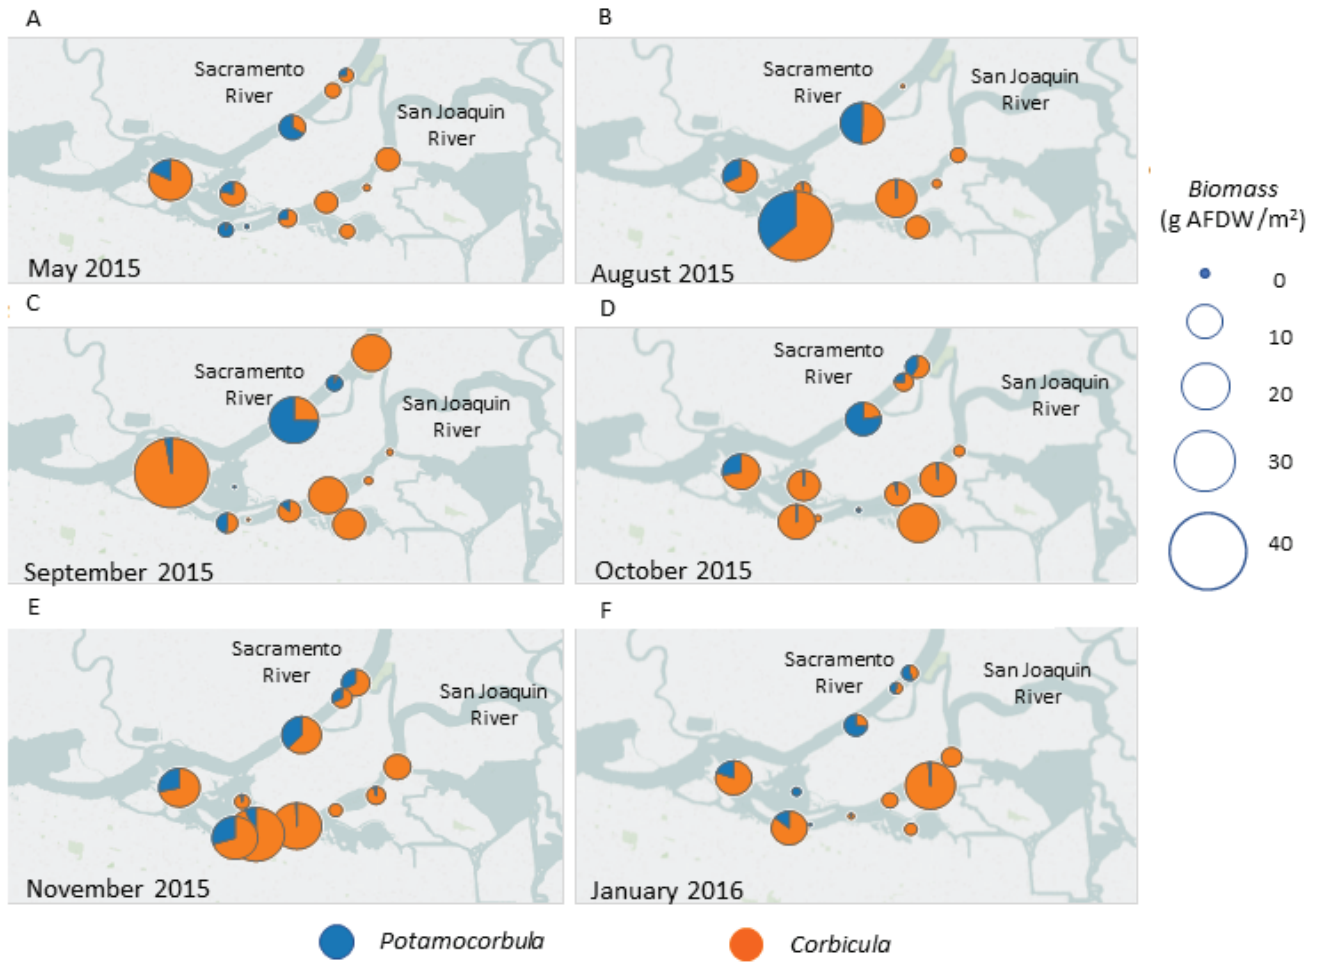 A
Sacramento
River
San Joaquin
River
May 2015
B
Sacramento
River
San Joaquin
River
August 2015
C
Sacramento
River
San Joaquin
River
September 2015
D
Sacramento
River
San Joaquin
River
October 2015
E
Sacramento
River
San Joaquin
River
November 2015
F
Sacramento
River
San Joaquin
River
January 2016
Biomass
(g AFDW/m²)
0
10
20
30
40
Potamocorbula
Corbicula